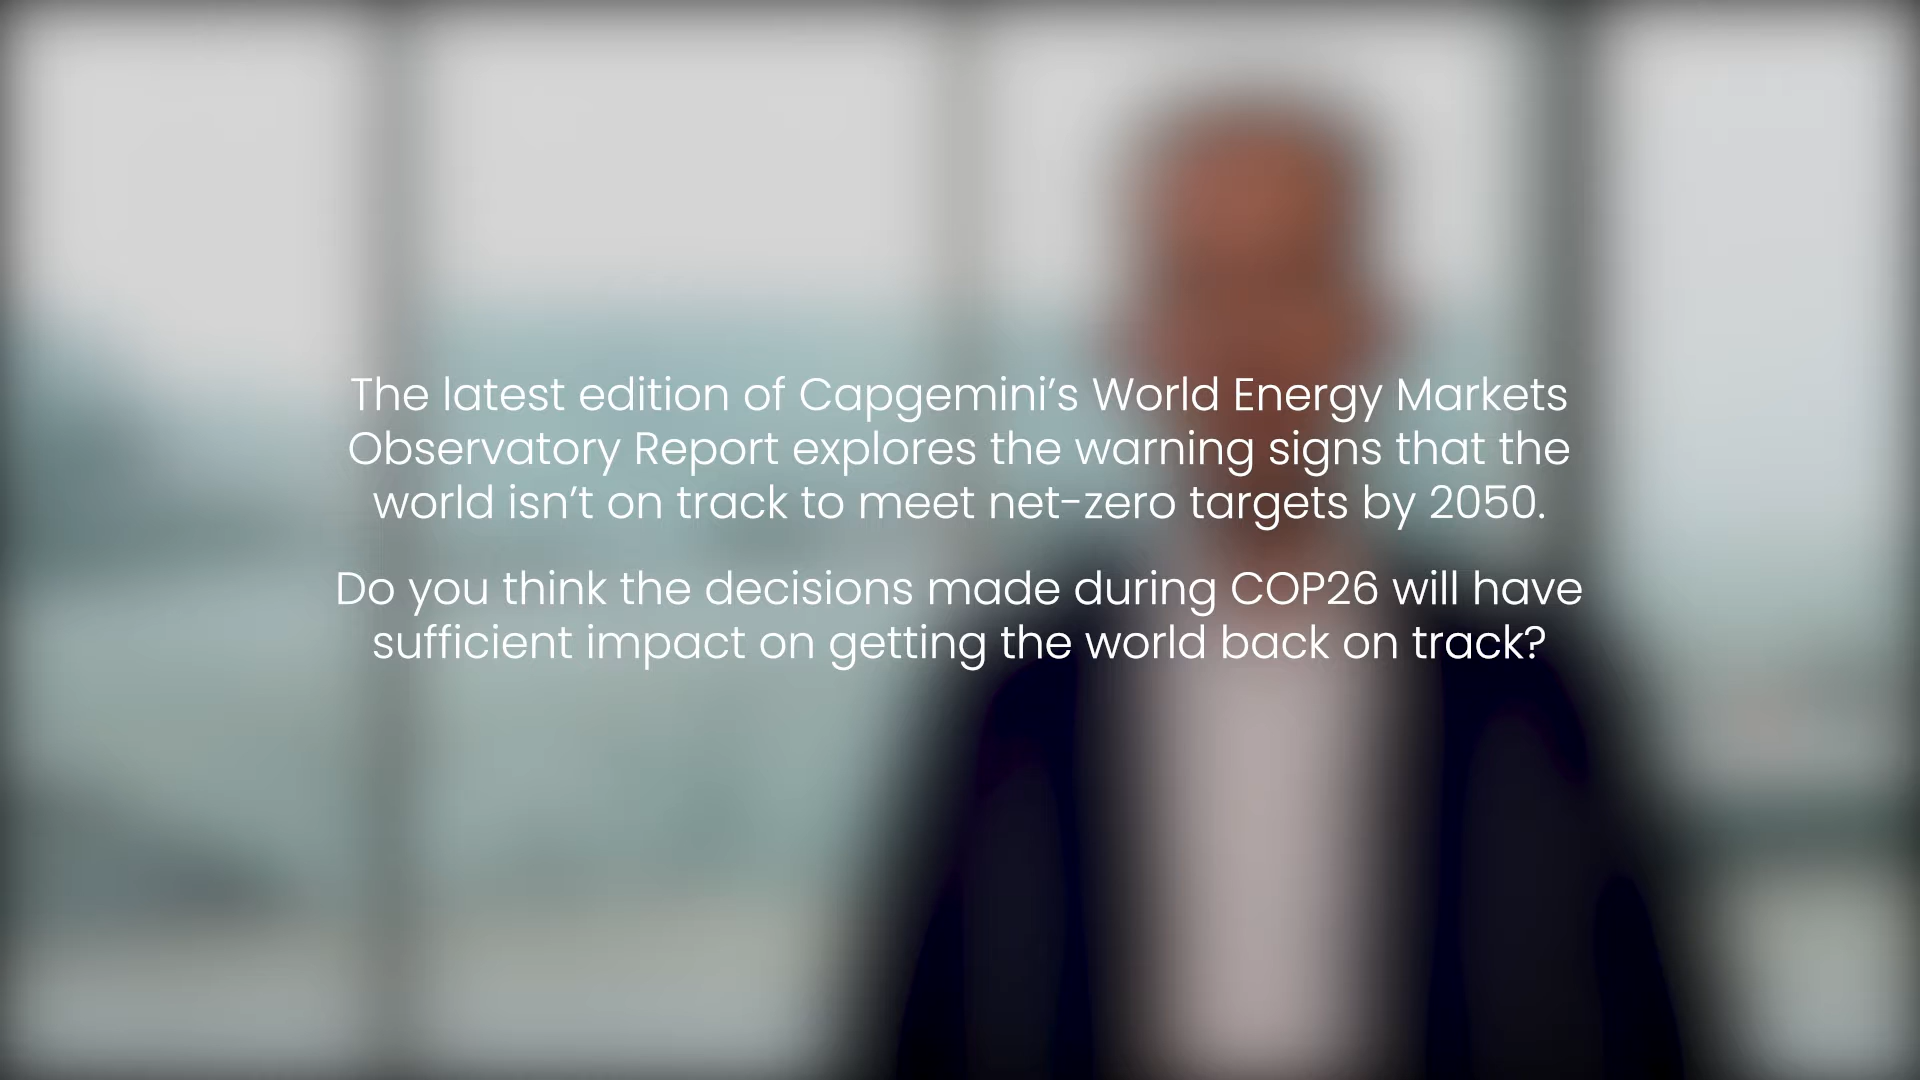 The latest edition of Capgemini’s World Energy Markets
Observatory Report explores the warning signs that the
world isn’t on track to meet net-zero targets by 2050.
Do you think the decisions made during COP26 will have
sufficient impact on getting the world back on track?